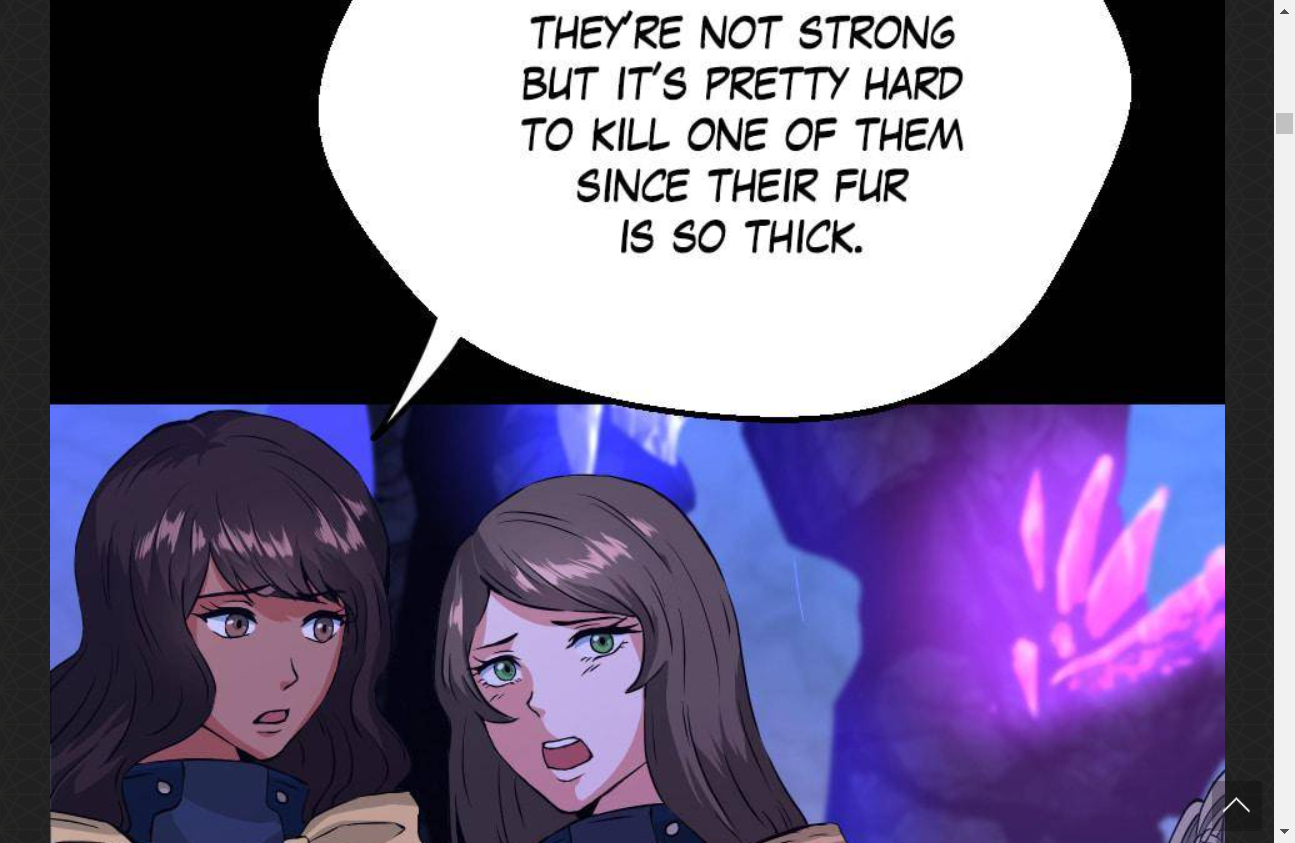 THEY'RE NOT STRONG
BUT IT'S PRETTY HARD
TO KILL ONE OF THEM
SINCE THEIR FUR
IS SO THICK.